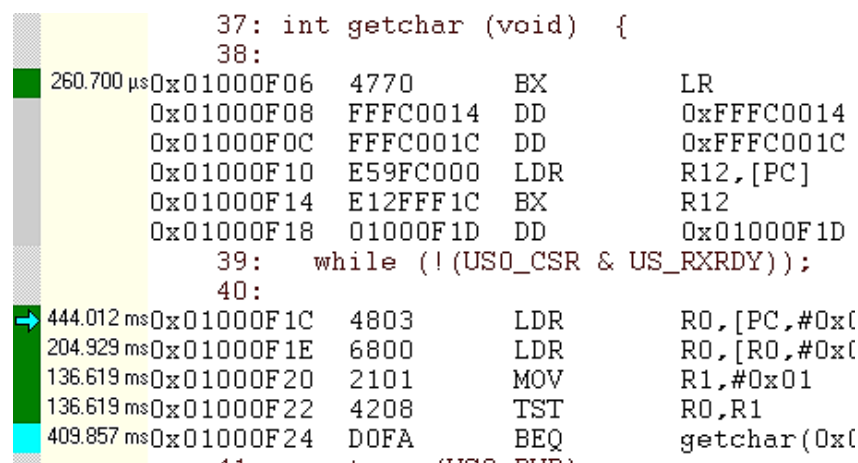 37: int getchar (void) {
38:
260.700 µs 0x01000F06 4770 BX LR
0x01000F08 FFFC0014 DD 0xFFFC0014
0x01000F0C FFFC001C DD 0xFFFC001C
0x01000F10 E59FC000 LDR R12,[PC]
0x01000F14 E12FFF1C BX R12
0x01000F18 01000F1D DD 0x01000F1D
39: while (!(US0_CSR & US_RXRDY));
40:
444.012 ms 0x01000F1C 4803 LDR R0,[PC,#0x
204.929 ms 0x01000F1E 6800 LDR R0,[R0,#0x
136.619 ms 0x01000F20 2101 MOV R1,#0x01
136.619 ms 0x01000F22 4208 TST R0,R1
409.857 ms 0x01000F24 D0FA BEQ getchar(0x